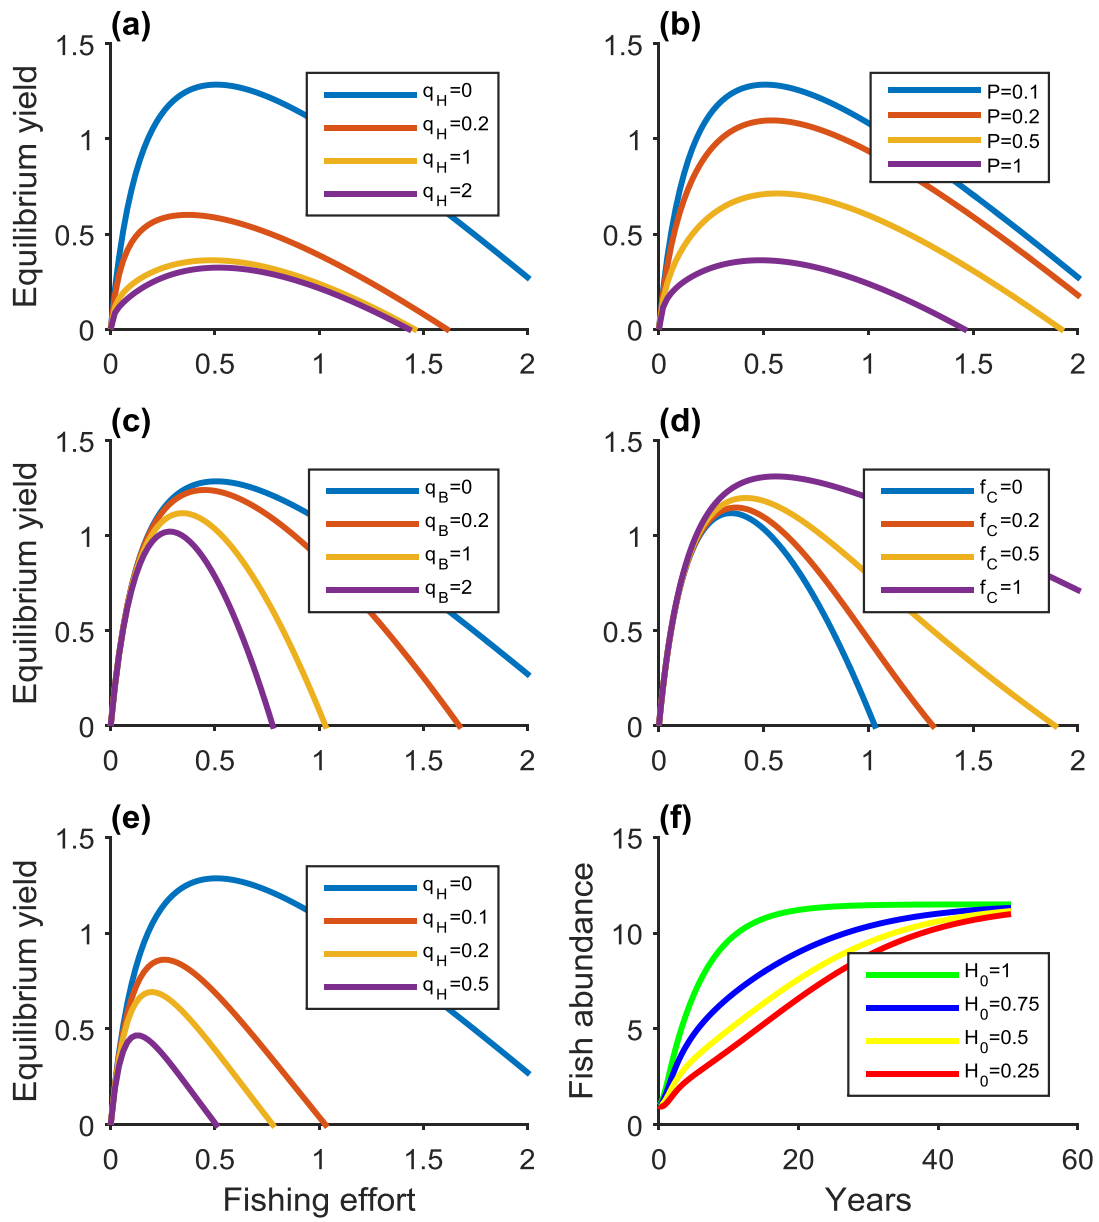 (a)
Equilibrium yield
1.5
1
0.5
0
0
0.5
1
1.5
2
q_H=0
q_H=0.2
q_H=1
q_H=2
(b)
1.5
1
0.5
0
0
0.5
1
1.5
2
P=0.1
P=0.2
P=0.5
P=1
(c)
Equilibrium yield
1.5
1
0.5
0
0
0.5
1
1.5
2
q_B=0
q_B=0.2
q_B=1
q_B=2
(d)
1.5
1
0.5
0
0
0.5
1
1.5
2
f_C=0
f_C=0.2
f_C=0.5
f_C=1
(e)
Equilibrium yield
1.5
1
0.5
0
0
0.5
1
1.5
2
Fishing effort
q_H=0
q_H=0.1
q_H=0.2
q_H=0.5
(f)
Fish abundance
15
10
5
0
0
20
40
60
Years
H_0=1
H_0=0.75
H_0=0.5
H_0=0.25